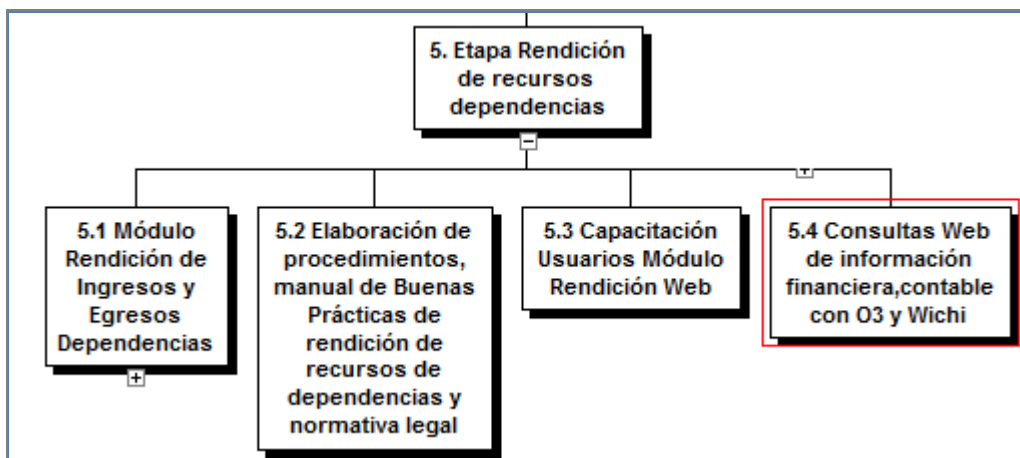 5. Etapa Rendición
de recursos
dependencias
5.1 Módulo
Rendición de
Ingresos y
Egresos
Dependencias
5.2 Elaboración de
procedimientos,
manual de Buenas
Prácticas de
rendición de
recursos de
dependencias y
normativa legal
5.3 Capacitación
Usuarios Módulo
Rendición Web
5.4 Consultas Web
de información
financiera,contable
con O3 y Wichi